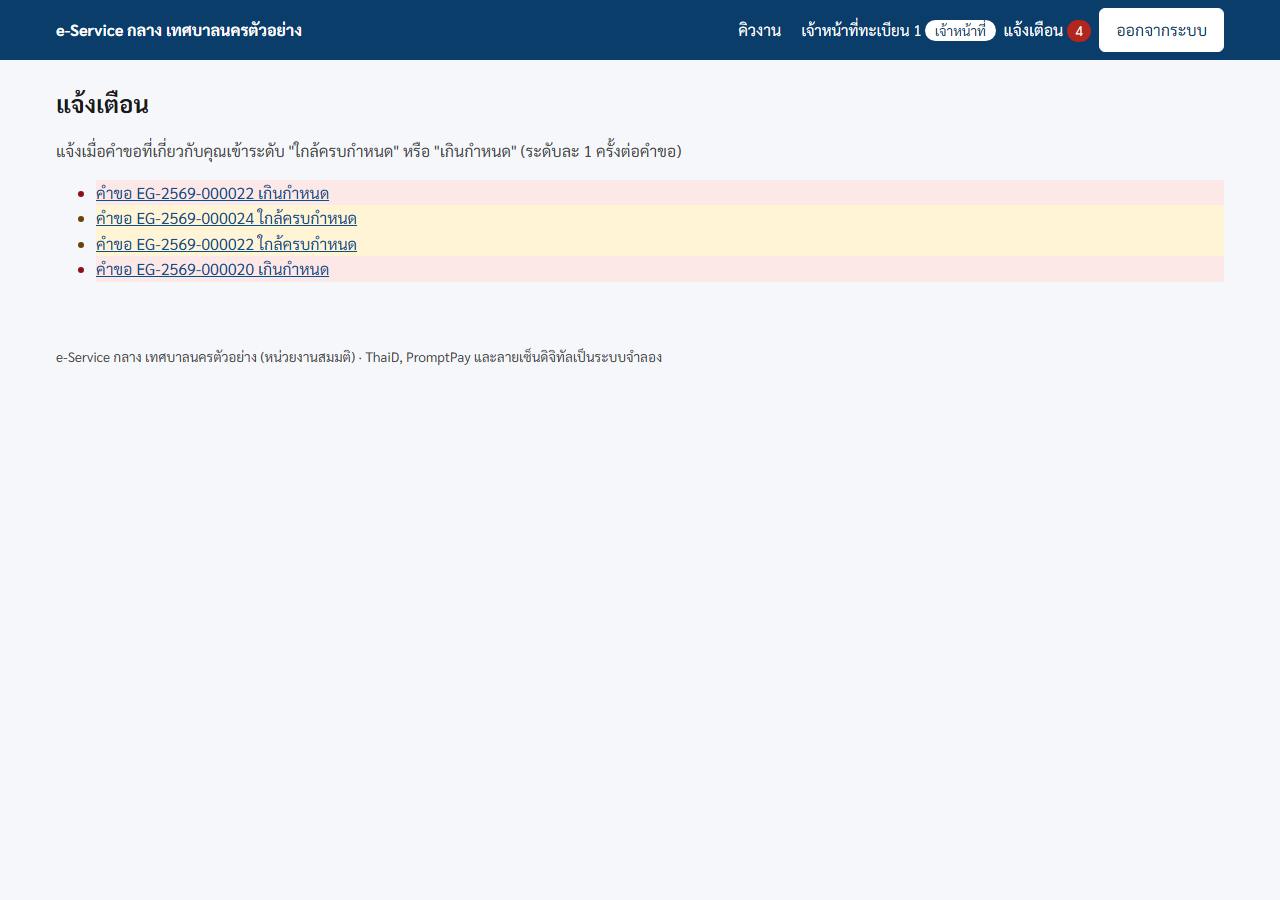 e-Service กลาง เทศบาลนครตัวอย่าง
คิวงาน เจ้าหน้าที่ทะเบียน 1 เจ้าหน้าที่ แจ้งเตือน 4 ออกจากระบบ
แจ้งเตือน
แจ้งเมื่อคำขอที่เกี่ยวกับคุณเข้าระดับ "ใกล้ครบกำหนด" หรือ "เกินกำหนด" (ระดับละ 1 ครั้งต่อคำขอ)
คำขอ EG-2569-000022 เกินกำหนด
คำขอ EG-2569-000024 ใกล้ครบกำหนด
คำขอ EG-2569-000022 ใกล้ครบกำหนด
คำขอ EG-2569-000020 เกินกำหนด
e-Service กลาง เทศบาลนครตัวอย่าง (หน่วยงานสมมติ) · ThaiD, PromptPay และลายเซ็นดิจิทัลเป็นระบบจำลอง